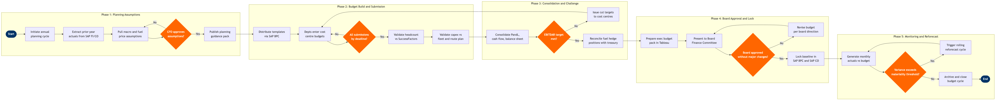 Phase 1: Planning Assumptions
Start
Initiate annual
planning cycle
Extract prior-year
actuals from SAP FI/CO
Pull macro and fuel
price assumptions
No
CFO approves
assumptions?
Yes
Publish planning
guidance pack
Phase 2: Budget Build and Submission
Distribute templates
via SAP BPC
Depts enter cost
centre budgets
No
All submissions
by deadline?
Yes
Validate headcount
vs SuccessFactors
Validate capex vs
fleet and route plan
Phase 3: Consolidation and Challenge
Consolidate PandL,
cash flow, balance sheet
EBITDAR target
met?
No
Issue cut targets
to cost centres
Yes
Reconcile fuel hedge
positions with treasury
Phase 4: Board Approval and Lock
Prepare exec budget
pack in Tableau
Present to Board
Finance Committee
Board approved
without major changes?
No
Revise budget
per board direction
Yes
Lock baseline in
SAP BPC and SAP CO
Phase 5: Monitoring and Reforecast
Generate monthly
actuals vs budget
Variance exceeds
materiality threshold?
Yes
Trigger rolling
reforecast cycle
No
Archive and close
budget cycle
End